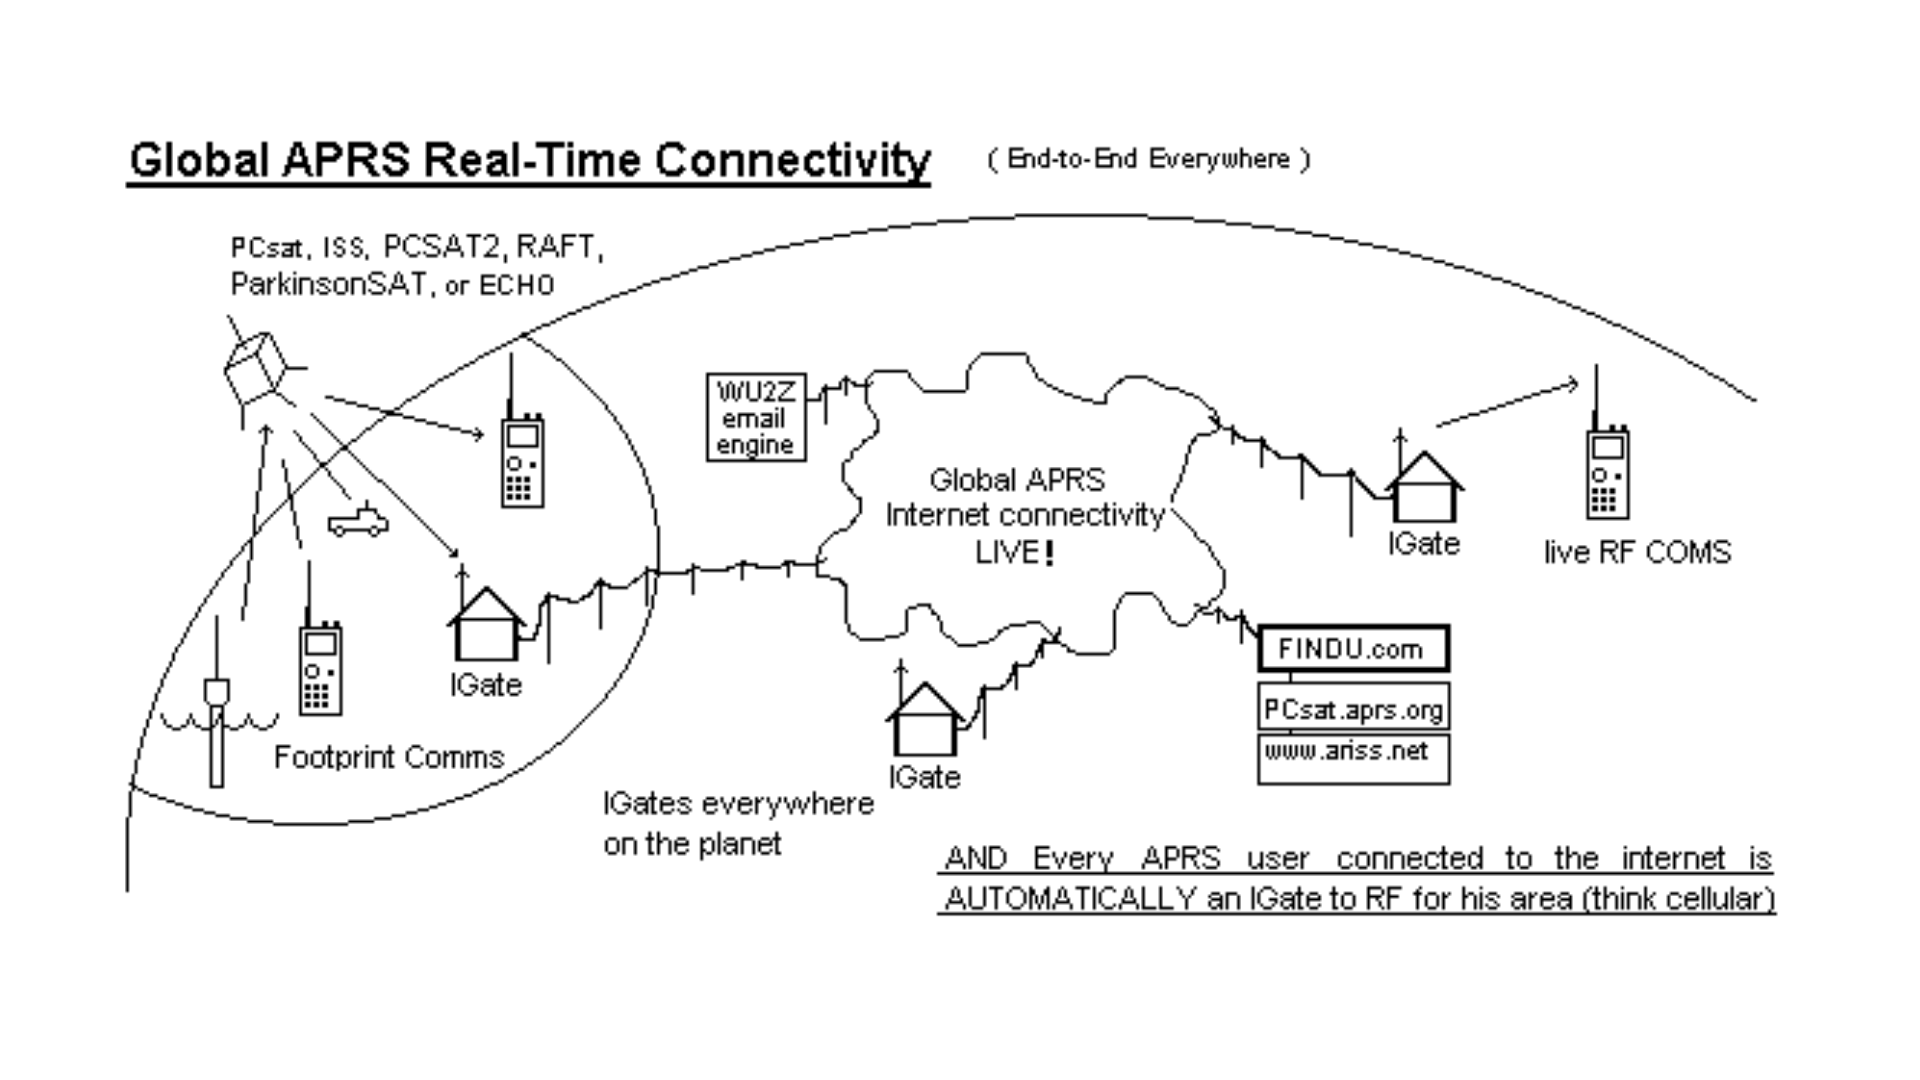 Global APRS Real-Time Connectivity ( End-to-End Everywhere )
PCsat, ISS, PCSAT2, RAFT,
ParkinsonSAT, or ECHO
WU2Z
email
engine
Global APRS
Internet connectivity
LIVE!
IGate
live RF COMS
IGate
Footprint Comms
IGate
FINDU.com
PCsat.aprs.org
www.ariss.net
IGates everywhere
on the planet
AND Every APRS user connected to the internet is
AUTOMATICALLY an IGate to RF for his area (think cellular)